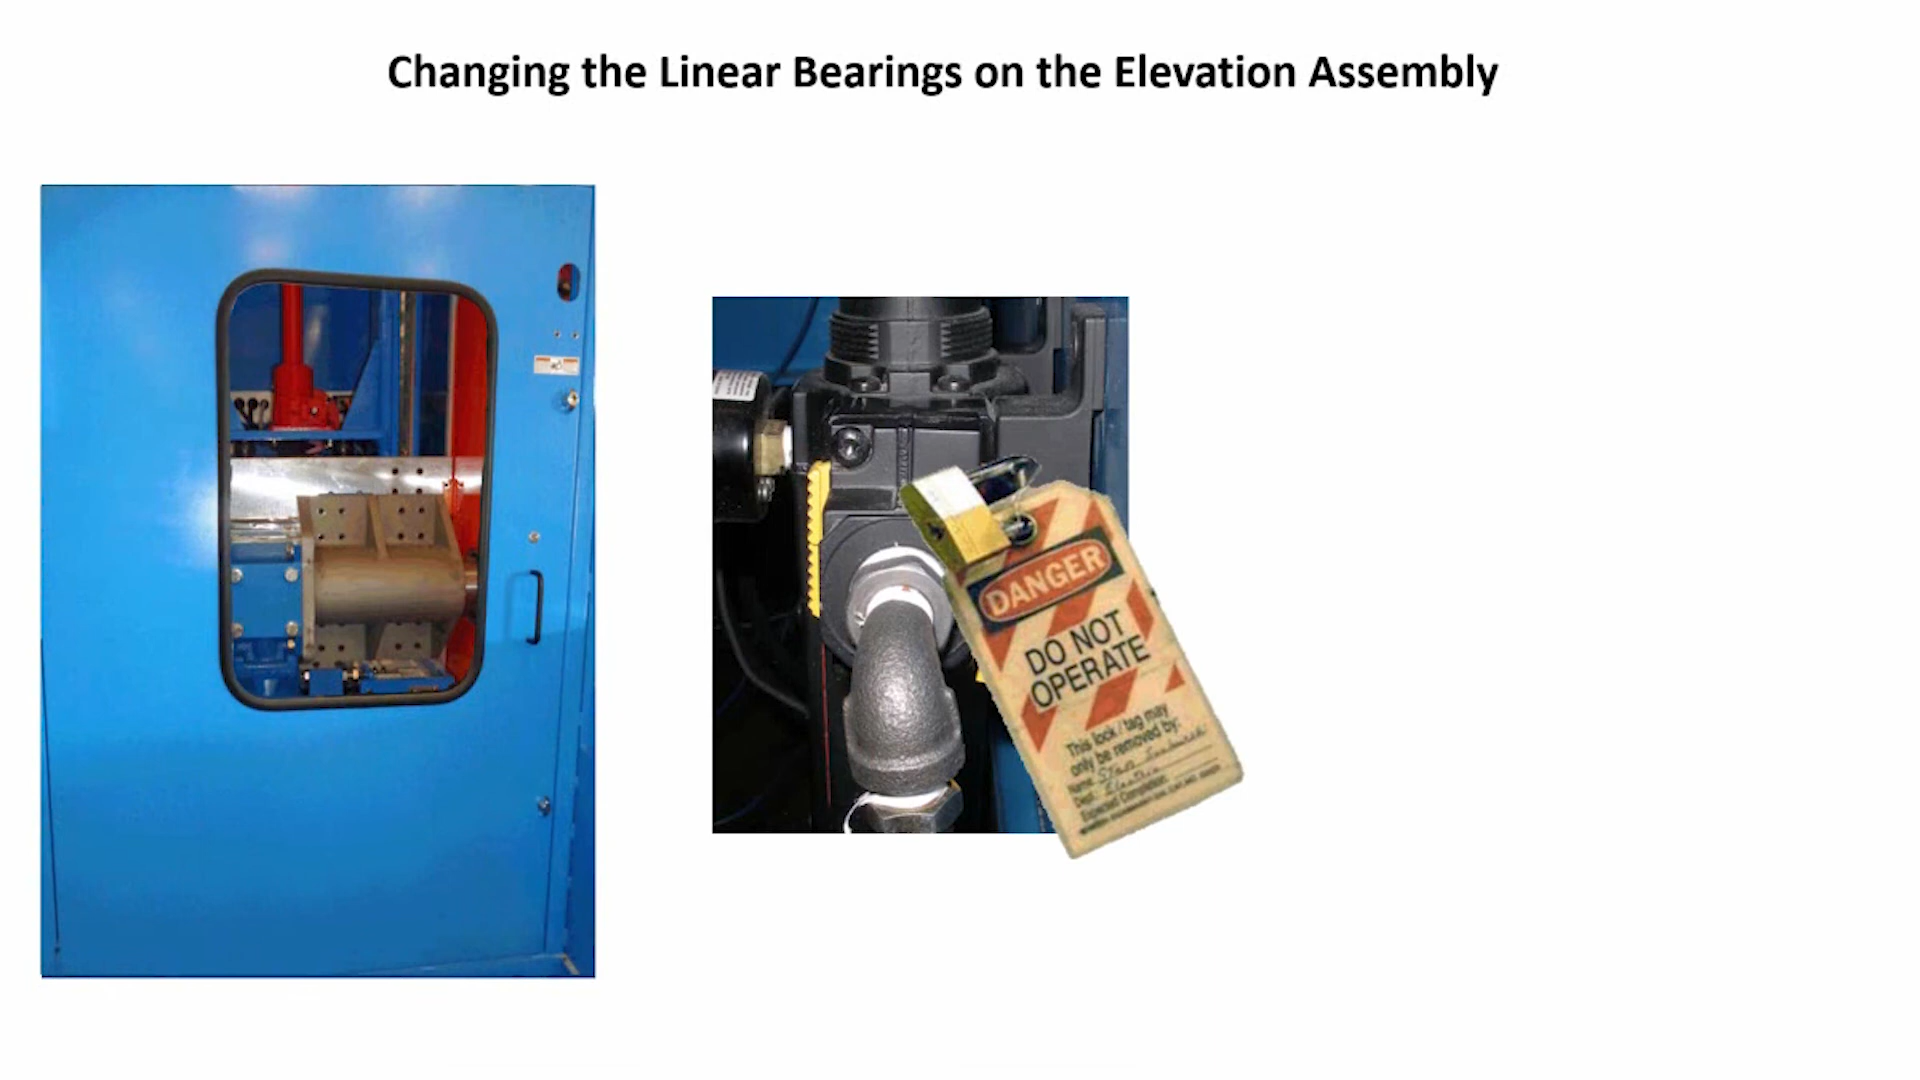 Changing the Linear Bearings on the Elevation Assembly
DANGER
DO NOT
OPERATE
This lock / tag may
only be removed by:
Name
Dept.
Expected Completion